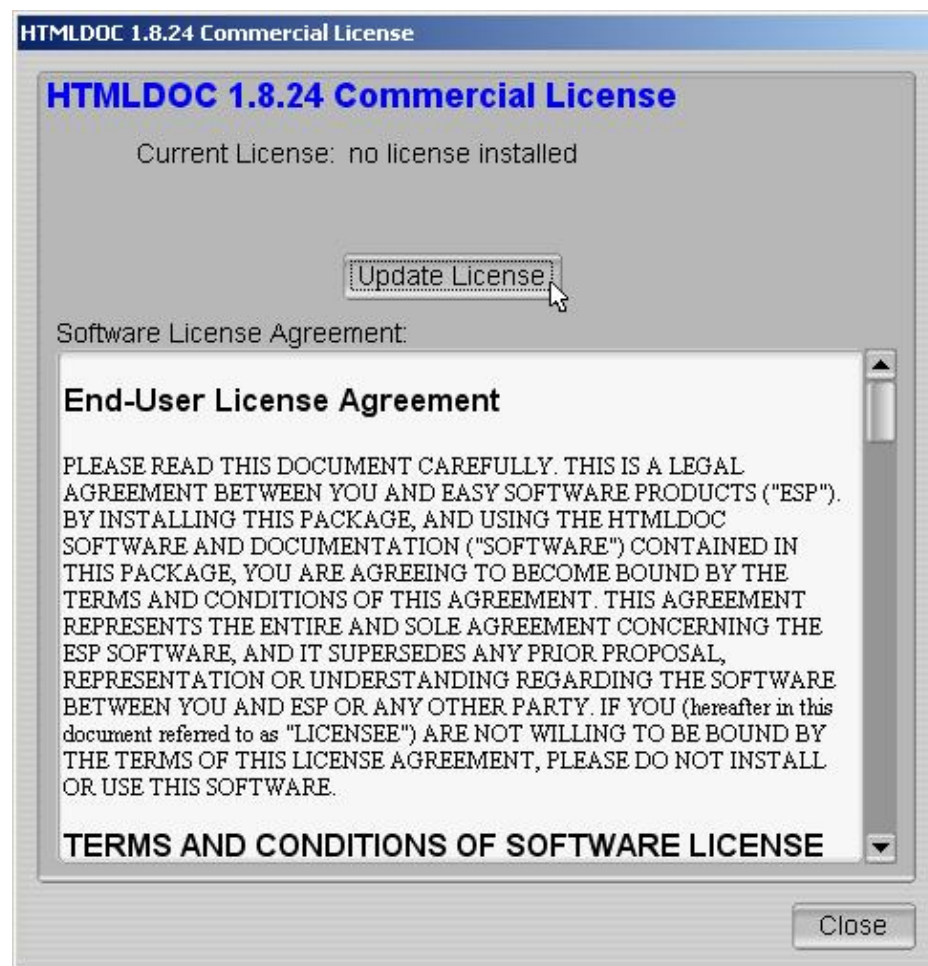 HTMLDOC 1.8.24 Commercial License
HTMLDOC 1.8.24 Commercial License
Current License: no license installed
Update License
Software License Agreement:
End-User License Agreement
PLEASE READ THIS DOCUMENT CAREFULLY. THIS IS A LEGAL
AGREEMENT BETWEEN YOU AND EASY SOFTWARE PRODUCTS ("ESP").
BY INSTALLING THIS PACKAGE, AND USING THE HTMLDOC
SOFTWARE AND DOCUMENTATION ("SOFTWARE") CONTAINED IN
THIS PACKAGE, YOU ARE AGREEING TO BECOME BOUND BY THE
TERMS AND CONDITIONS OF THIS AGREEMENT. THIS AGREEMENT
REPRESENTS THE ENTIRE AND SOLE AGREEMENT CONCERNING THE
ESP SOFTWARE, AND IT SUPERSEDES ANY PRIOR PROPOSAL,
REPRESENTATION OR UNDERSTANDING REGARDING THE SOFTWARE
BETWEEN YOU AND ESP OR ANY OTHER PARTY. IF YOU (hereafter in this
document referred to as "LICENSEE") ARE NOT WILLING TO BE BOUND BY
THE TERMS OF THIS LICENSE AGREEMENT, PLEASE DO NOT INSTALL
OR USE THIS SOFTWARE.
TERMS AND CONDITIONS OF SOFTWARE LICENSE
Close